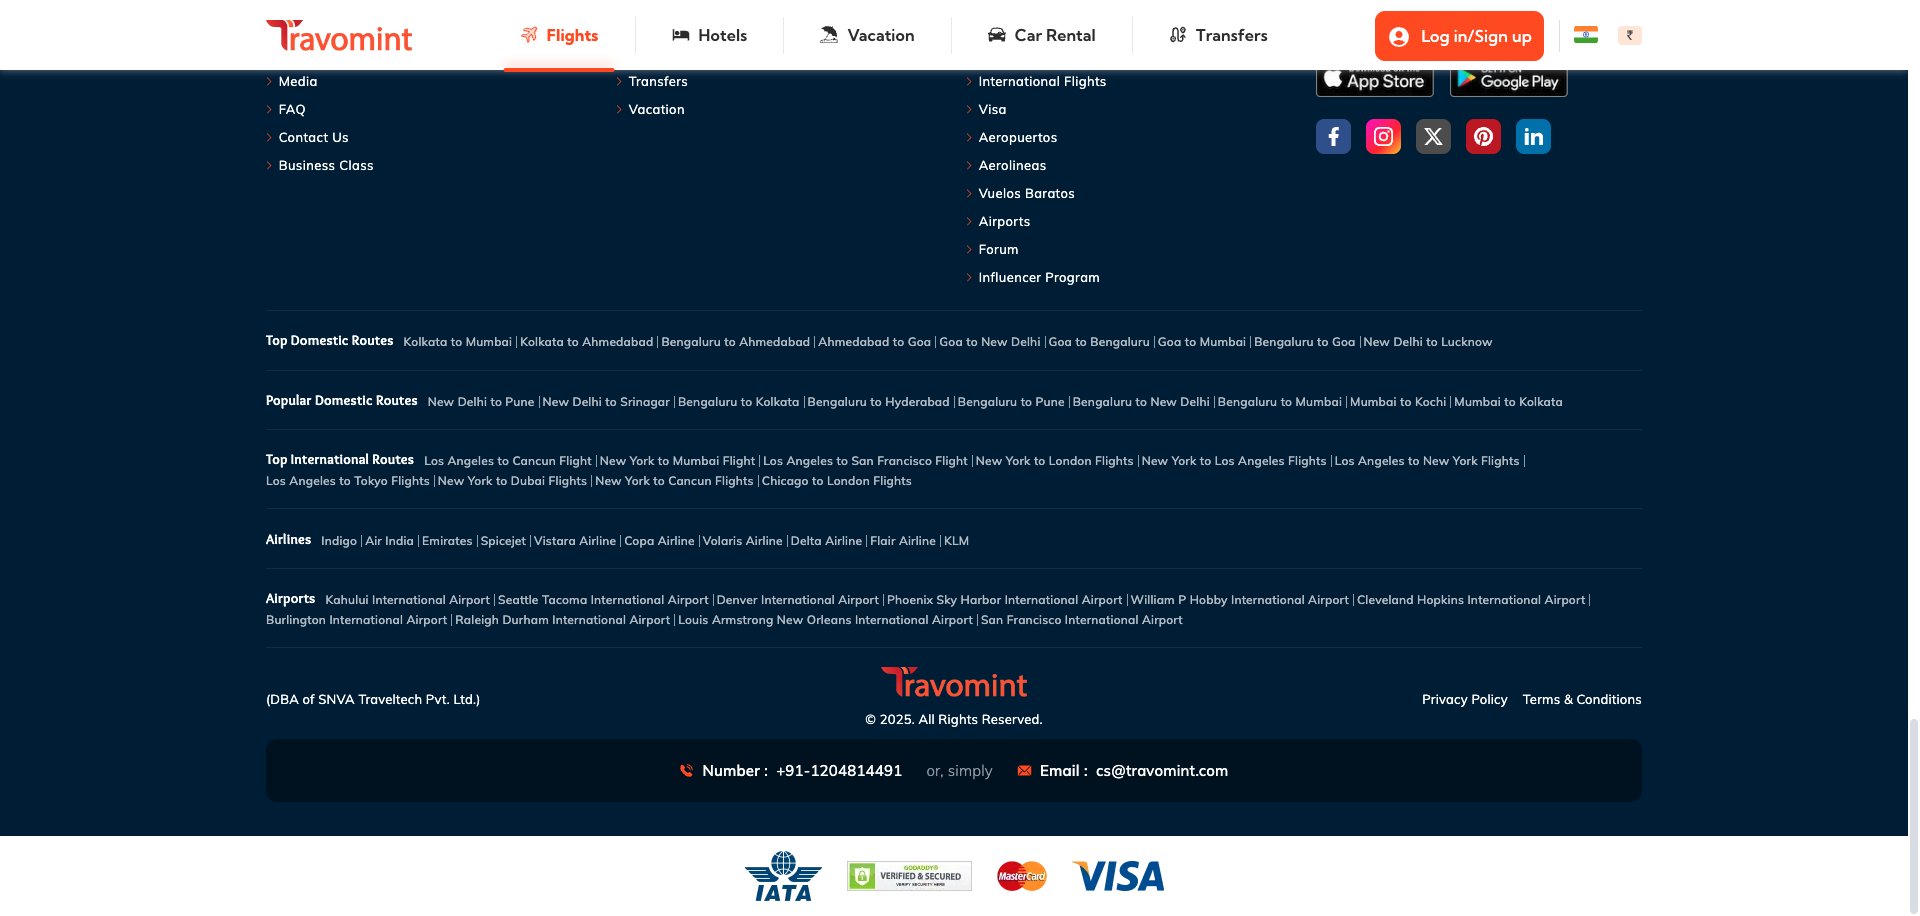 Travomint
Flights
Hotels
Vacation
Car Rental
Transfers
Log in/Sign up
₹
Media
FAQ
Contact Us
Business Class
Transfers
Vacation
International Flights
Visa
Aeropuertos
Aerolineas
Vuelos Baratos
Airports
Forum
Influencer Program
App Store
Google Play
Top Domestic Routes Kolkata to Mumbai | Kolkata to Ahmedabad | Bengaluru to Ahmedabad | Ahmedabad to Goa | Goa to New Delhi | Goa to Bengaluru | Goa to Mumbai | Bengaluru to Goa | New Delhi to Lucknow
Popular Domestic Routes New Delhi to Pune | New Delhi to Srinagar | Bengaluru to Kolkata | Bengaluru to Hyderabad | Bengaluru to Pune | Bengaluru to New Delhi | Bengaluru to Mumbai | Mumbai to Kochi | Mumbai to Kolkata
Top International Routes Los Angeles to Cancun Flight | New York to Mumbai Flight | Los Angeles to San Francisco Flight | New York to London Flights | New York to Los Angeles Flights | Los Angeles to New York Flights |
Los Angeles to Tokyo Flights | New York to Dubai Flights | New York to Cancun Flights | Chicago to London Flights
Airlines Indigo | Air India | Emirates | Spicejet | Vistara Airline | Copa Airline | Volaris Airline | Delta Airline | Flair Airline | KLM
Airports Kahului International Airport | Seattle Tacoma International Airport | Denver International Airport | Phoenix Sky Harbor International Airport | William P Hobby International Airport | Cleveland Hopkins International Airport |
Burlington International Airport | Raleigh Durham International Airport | Louis Armstrong New Orleans International Airport | San Francisco International Airport
(DBA of SNVA Traveltech Pvt. Ltd.)
Travomint
© 2025. All Rights Reserved.
Privacy Policy Terms & Conditions
Number : +91-1204814491 or, simply Email : cs@travomint.com
IATA
GODADDY®
VERIFIED & SECURED
VERIFY SECURITY HERE
MasterCard
VISA